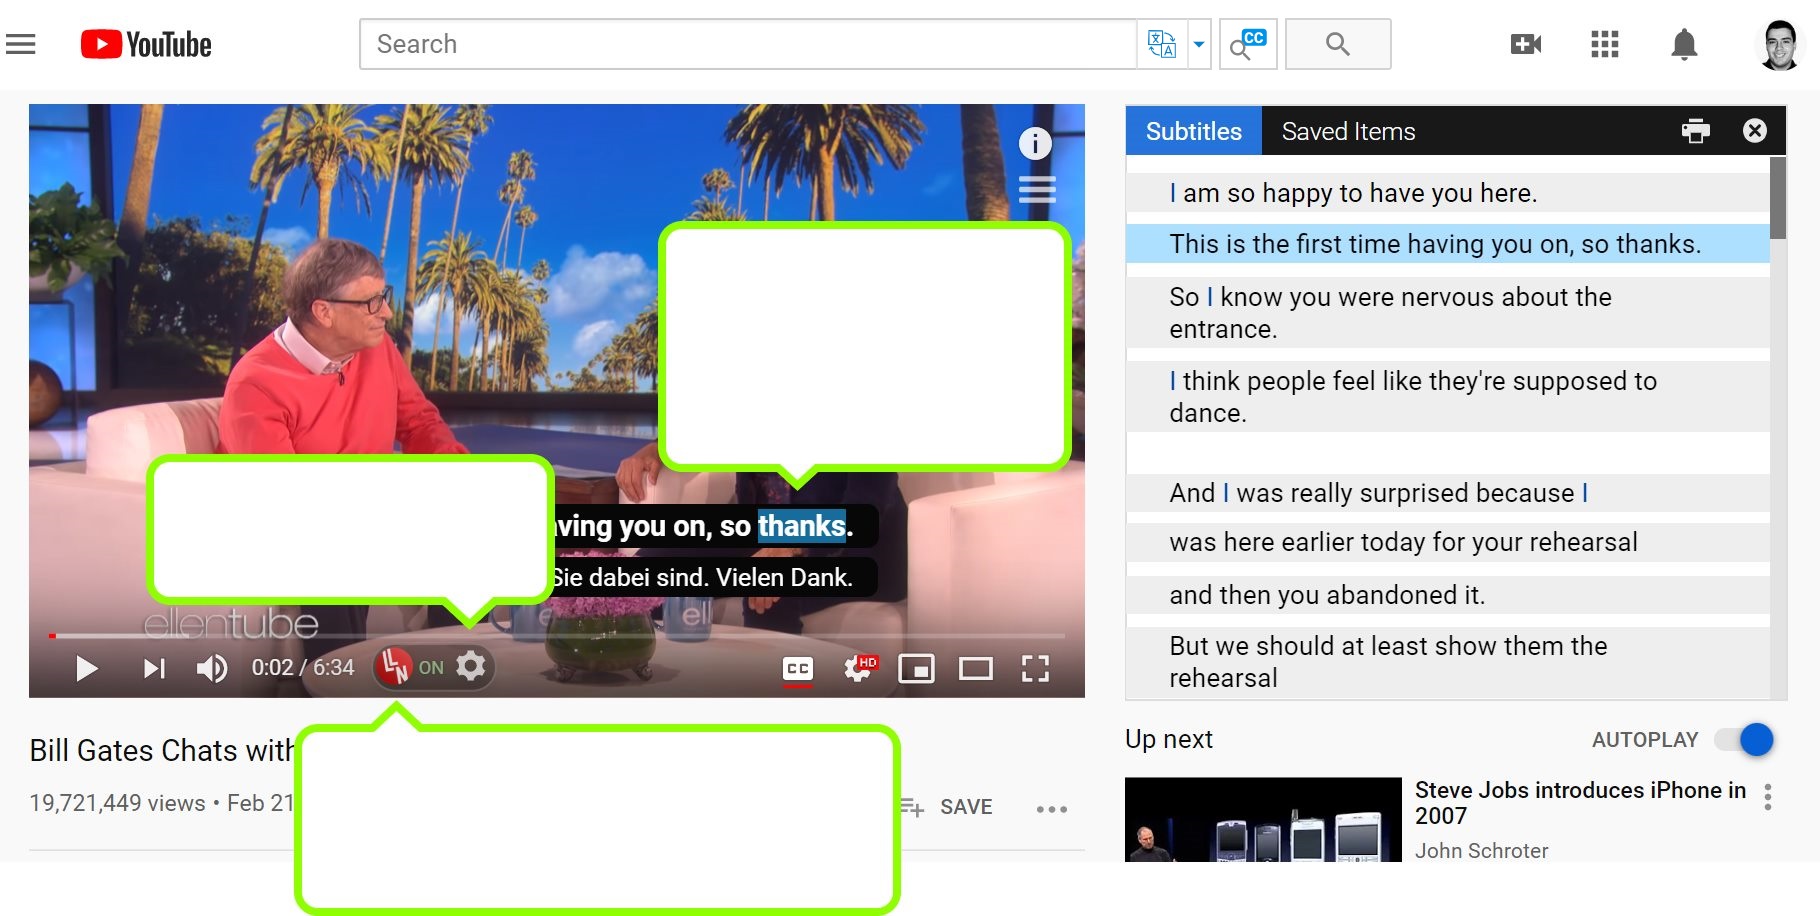 YouTube
Search
CC
i
aving you on, so thanks.
Sie dabei sind. Vielen Dank.
ellentube
ell
0:02 / 6:34
LLN ON
CC
HD
Bill Gates Chats with
19,721,449 views • Feb 21
SAVE
Subtitles
Saved Items
I am so happy to have you here.
This is the first time having you on, so thanks.
So I know you were nervous about the
entrance.
I think people feel like they're supposed to
dance.
And I was really surprised because I
was here earlier today for your rehearsal
and then you abandoned it.
But we should at least show them the
rehearsal
Up next
AUTOPLAY
Steve Jobs introduces iPhone in
2007
John Schroter